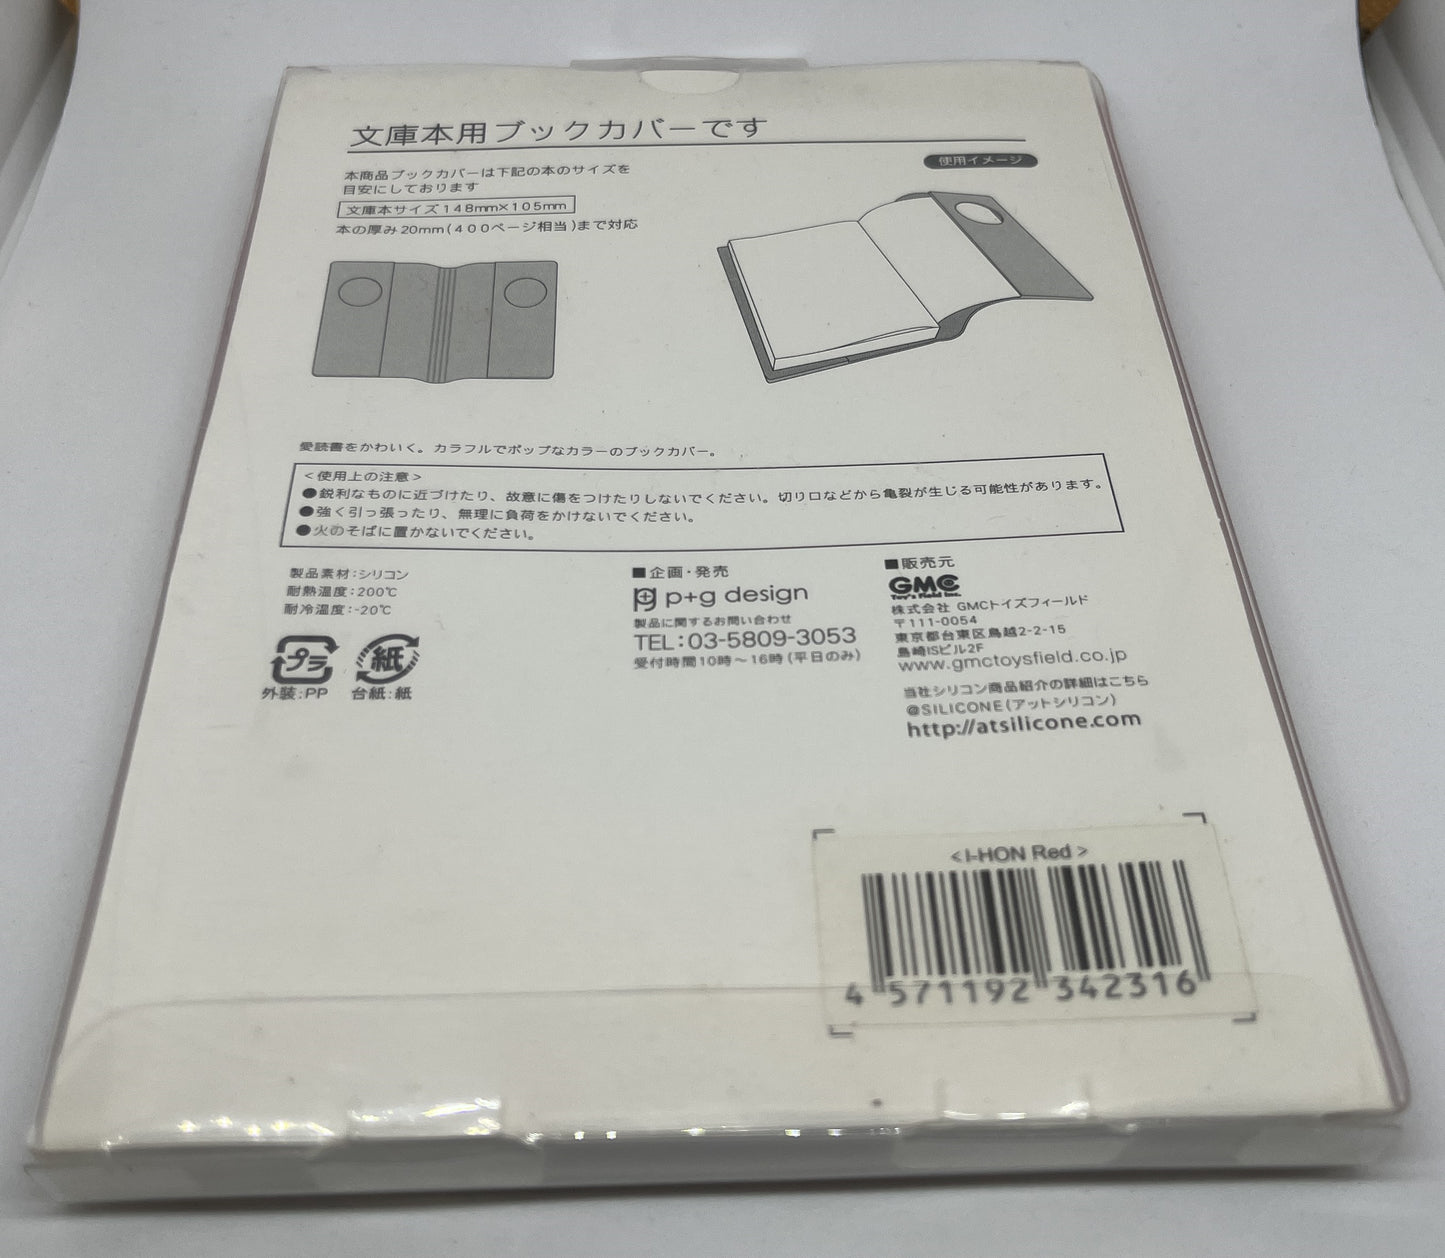 文庫本用ブックカバーです
使用イメージ
本商品ブックカバーは下記の本のサイズを
目安にしております
文庫本サイズ148mm×105mm
本の厚み20mm(400ページ相当)まで対応
愛読書をかわいく。カラフルでポップなカラーのブックカバー。
<使用上の注意>
●鋭利なものに近づけたり、故意に傷をつけたりしないでください。切り口などから亀裂が生じる可能性があります。
●強く引っ張ったり、無理に負荷をかけないでください。
●火のそばに置かないでください。
製品素材:シリコン
耐熱温度:200℃
耐冷温度:-20℃
プラ 紙
外装:PP 台紙:紙
■企画・発売
p+g design
製品に関するお問い合わせ
TEL:03-5809-3053
受付時間10時〜16時(平日のみ)
■販売元
GMC
Toy's Field Inc.
株式会社 GMCトイズフィールド
〒111-0054
東京都台東区鳥越2-2-15
島崎ISビル2F
www.gmctoysfield.co.jp
当社シリコン商品紹介の詳細はこちら
@SILICONE(アットシリコン)
http://atsilicone.com
<I-HON Red>
4 571192 342316